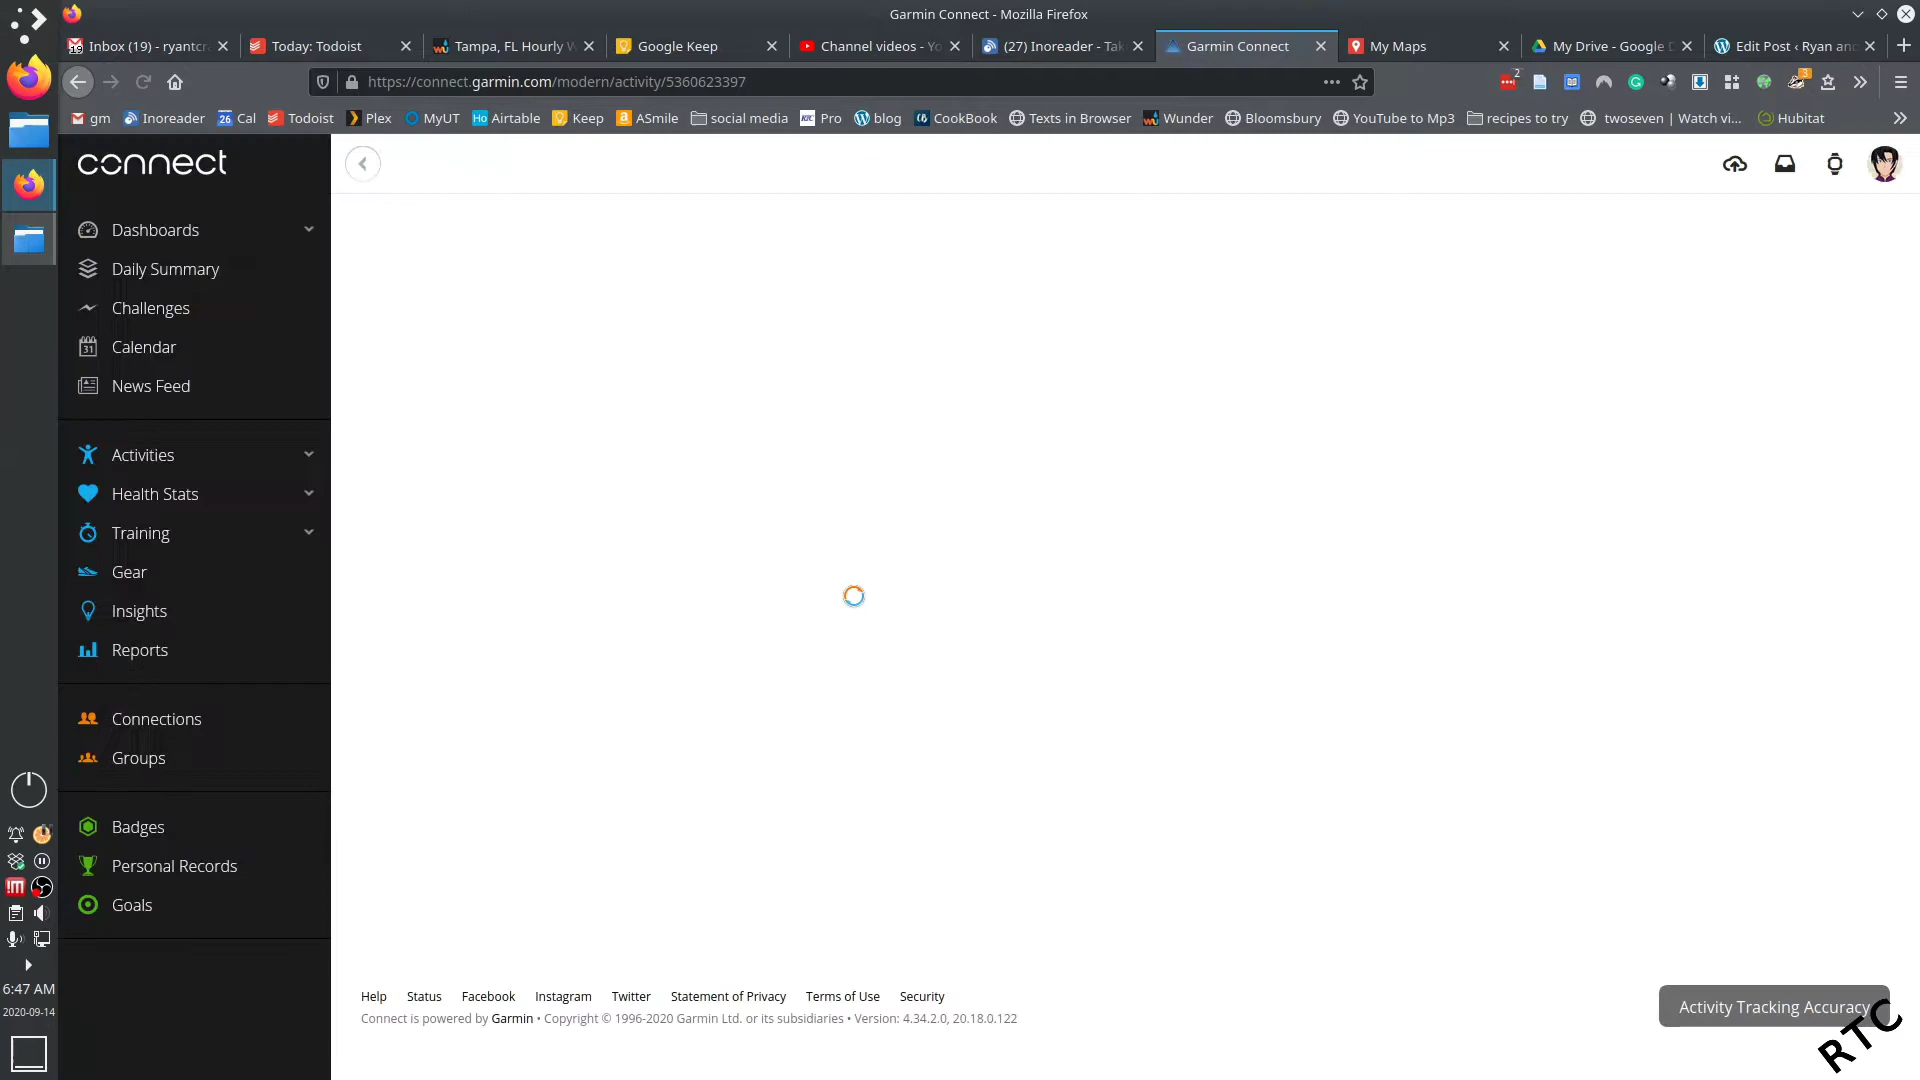 Garmin Connect - Mozilla Firefox
19
Inbox (19) - ryantcr
Today: Todoist
Tampa, FL Hourly W
Google Keep
Channel videos - Yo
(27) Inoreader - Tak
Garmin Connect
My Maps
My Drive - Google D
Edit Post ‹ Ryan and
https://connect.garmin.com/modern/activity/5360623397
2
3
gm
Inoreader
26 Cal
Todoist
Plex
MyUT
Ho Airtable
Keep
a ASmile
social media
Pro
blog
CookBook
Texts in Browser
Wunder
Bloomsbury
YouTube to Mp3
recipes to try
twoseven | Watch vi...
Hubitat
connect
Dashboards
Daily Summary
Challenges
31 Calendar
News Feed
Activities
Health Stats
Training
Gear
Insights
Reports
Connections
Groups
Badges
Personal Records
Goals
6:47 AM
2020-09-14
Help Status Facebook Instagram Twitter Statement of Privacy Terms of Use Security
Connect is powered by Garmin • Copyright © 1996-2020 Garmin Ltd. or its subsidiaries • Version: 4.34.2.0, 20.18.0.122
Activity Tracking Accuracy
RTC